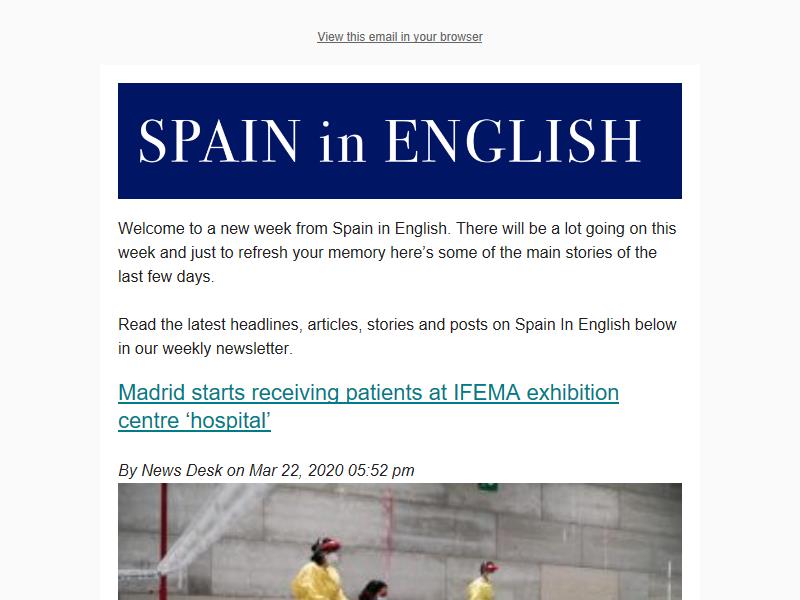 View this email in your browser
SPAIN in ENGLISH
Welcome to a new week from Spain in English. There will be a lot going on this
week and just to refresh your memory here’s some of the main stories of the
last few days.
Read the latest headlines, articles, stories and posts on Spain In English below
in our weekly newsletter.
Madrid starts receiving patients at IFEMA exhibition
centre ‘hospital’
By News Desk on Mar 22, 2020 05:52 pm